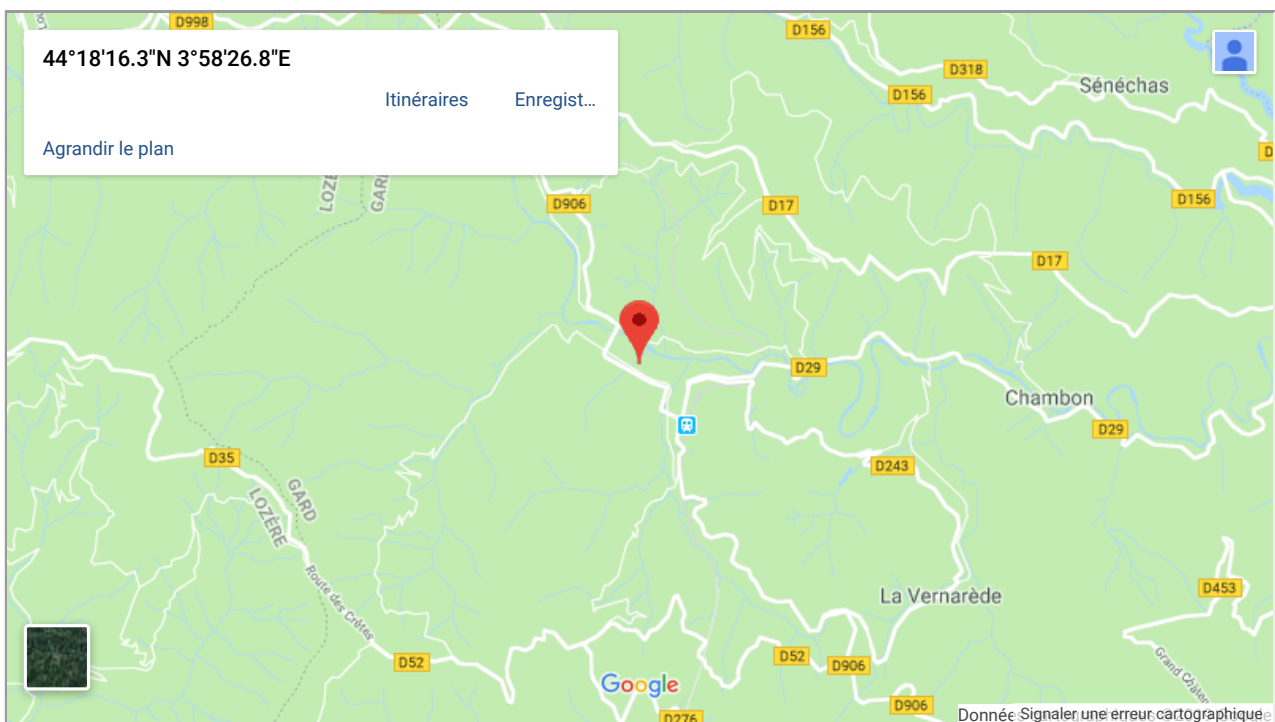 D998
D156
44°18'16.3"N 3°58'26.8"E
D318
Sénéchas
D156
Itinéraires
Enregist...
Agrandir le plan
D156
D906
D17
D17
D29
Chambon
D29
D35
D243
GARD
LOZÈRE
Route des Crêtes
D453
La Vernarède
D52
D52
D906
Google
D906
D276
Signaler une erreur cartographique